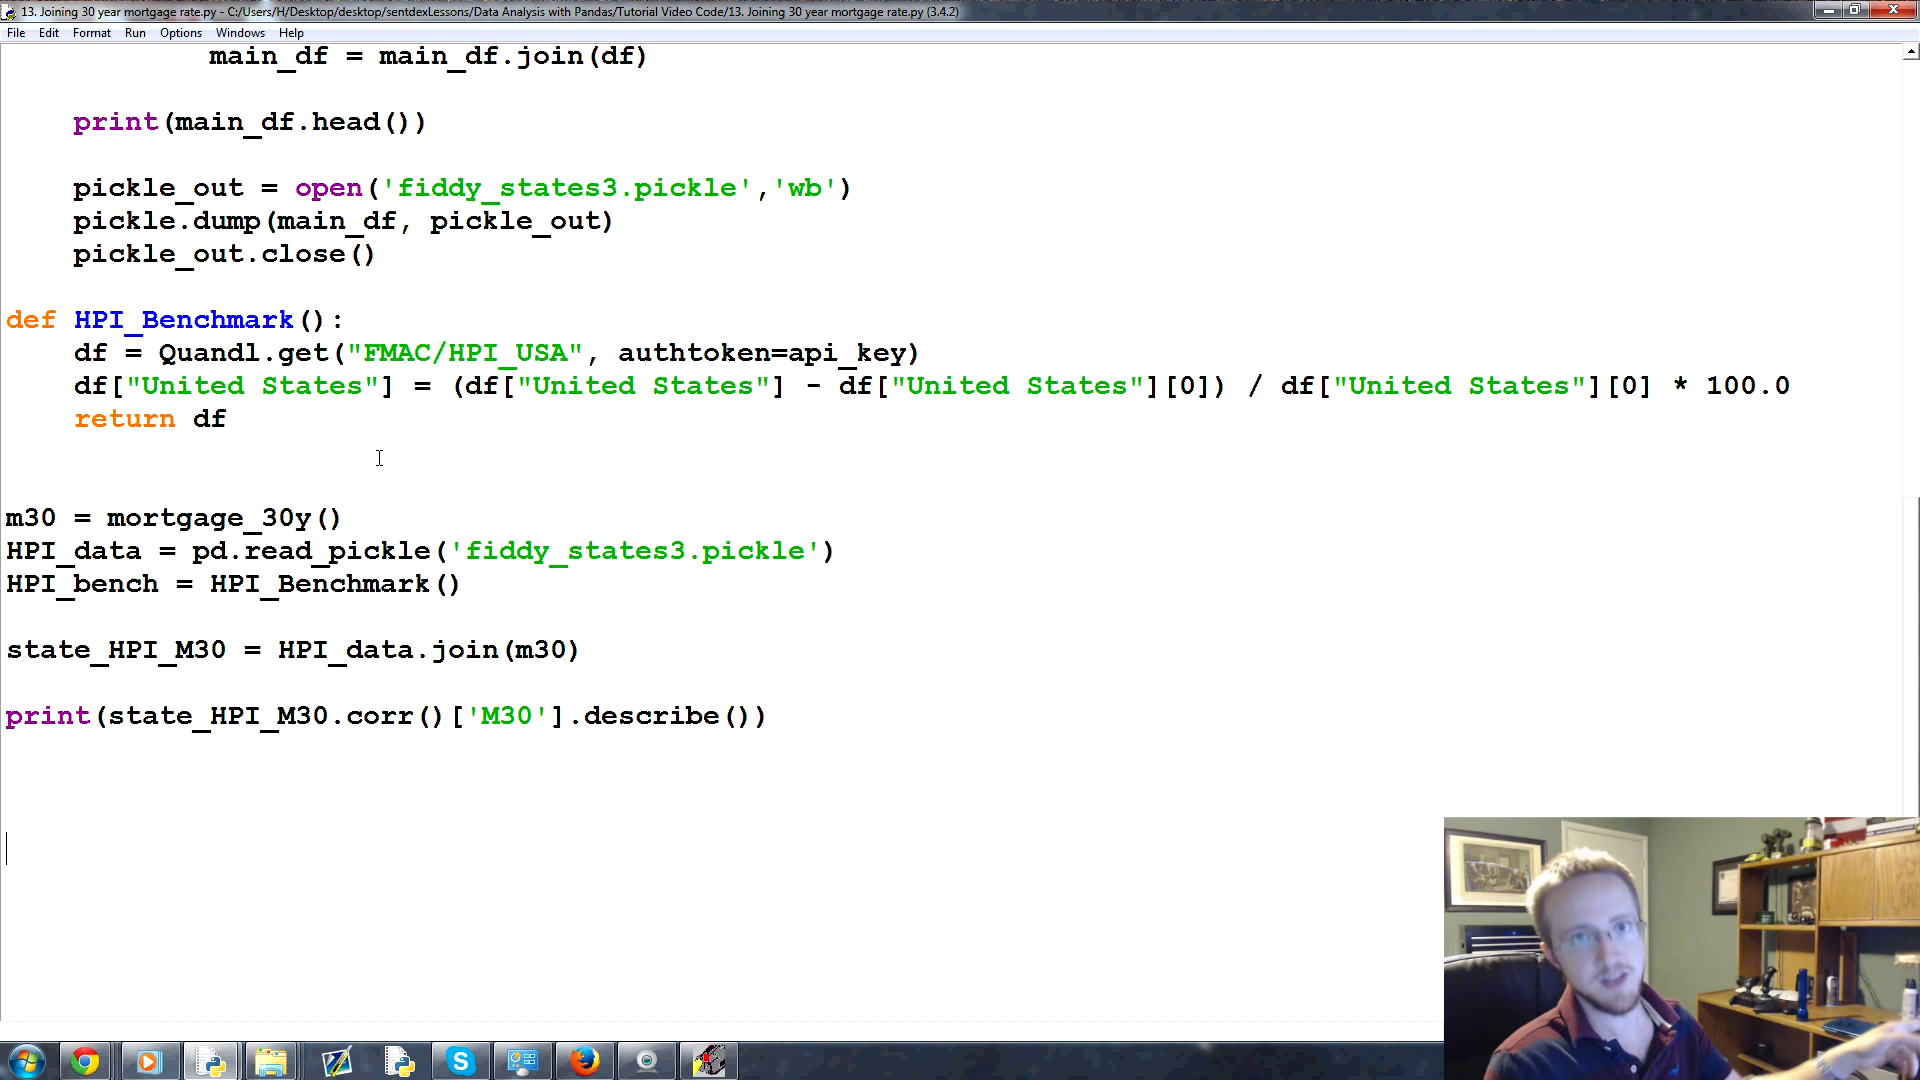 13. Joining 30 year mortgage rate.py - C:/Users/H/Desktop/desktop/sentdexLessons/Data Analysis with Pandas/Tutorial Video Code/13. Joining 30 year mortgage rate.py (3.4.2)
File Edit Format Run Options Windows Help
main_df = main_df.join(df)
print(main_df.head())
pickle_out = open('fiddy_states3.pickle','wb')
pickle.dump(main_df, pickle_out)
pickle_out.close()
def HPI_Benchmark():
df = Quandl.get("FMAC/HPI_USA", authtoken=api_key)
df["United States"] = (df["United States"] - df["United States"][0]) / df["United States"][0] * 100.0
return df
m30 = mortgage_30y()
HPI_data = pd.read_pickle('fiddy_states3.pickle')
HPI_bench = HPI_Benchmark()
state_HPI_M30 = HPI_data.join(m30)
print(state_HPI_M30.corr()['M30'].describe())